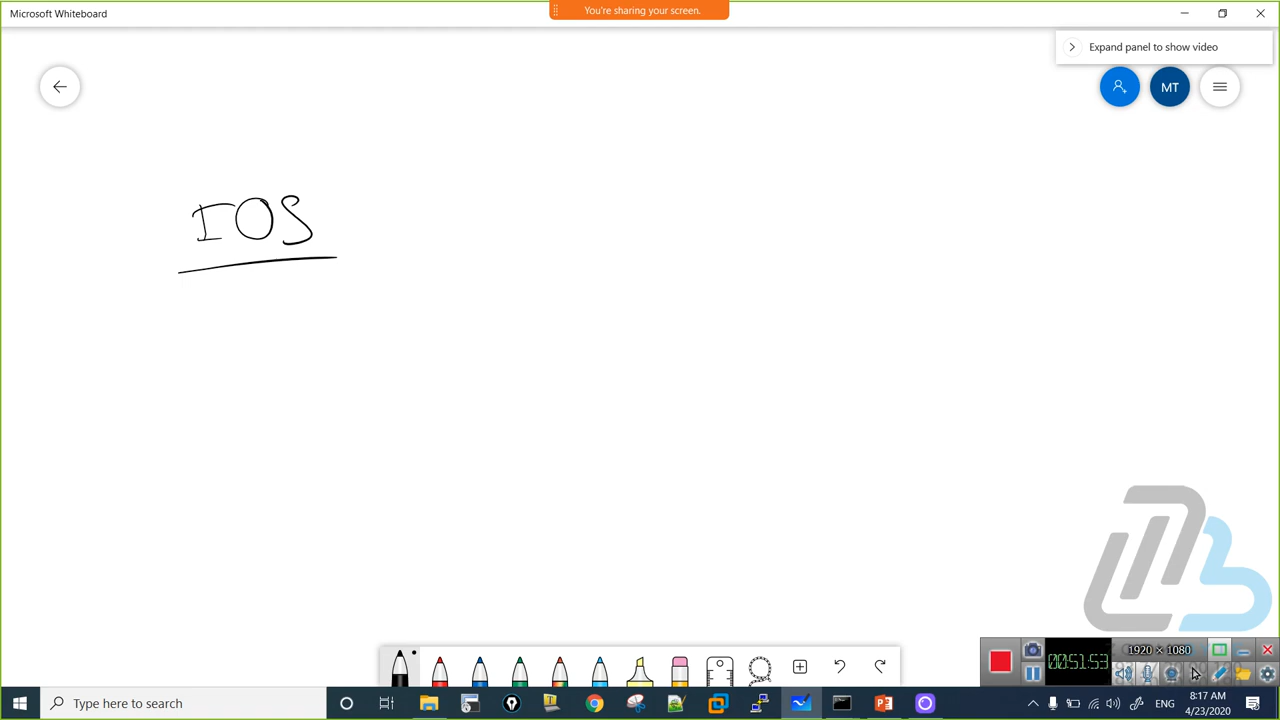 You're sharing your screen.
Microsoft Whiteboard
Expand panel to show video
MT
IOS
00:51:53
1920 × 1080
Type here to search
ENG
8:17 AM
4/23/2020